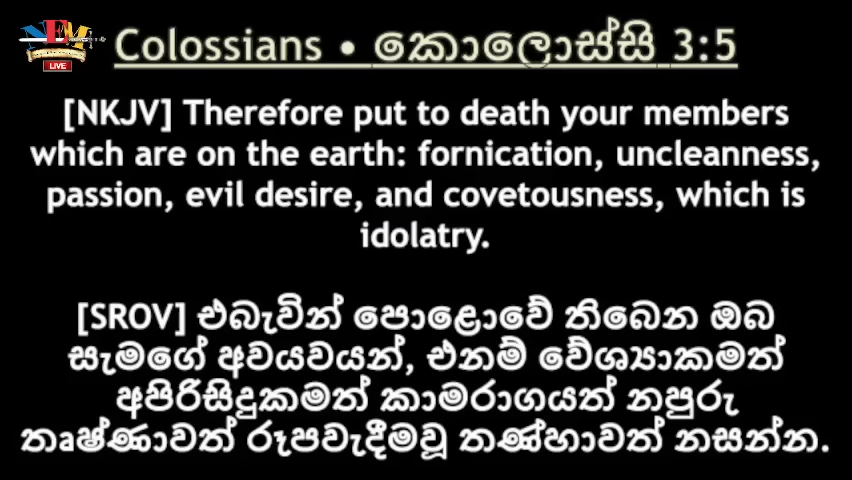 NEM
LIVE
Colossians • කොලොස්සි 3:5
[NKJV] Therefore put to death your members
which are on the earth: fornication, uncleanness,
passion, evil desire, and covetousness, which is
idolatry.
[SROV] එබැවින් පොළොවේ තිබෙන ඔබ
සැමගේ අවයවයන්, එනම් වේශ්‍යාකමත්
අපිරිසිදුකමත් කාමරාගයත් නපුරු
තෘෂ්ණාවත් රූපවැදීමවූ තණ්හාවත් නසන්න.